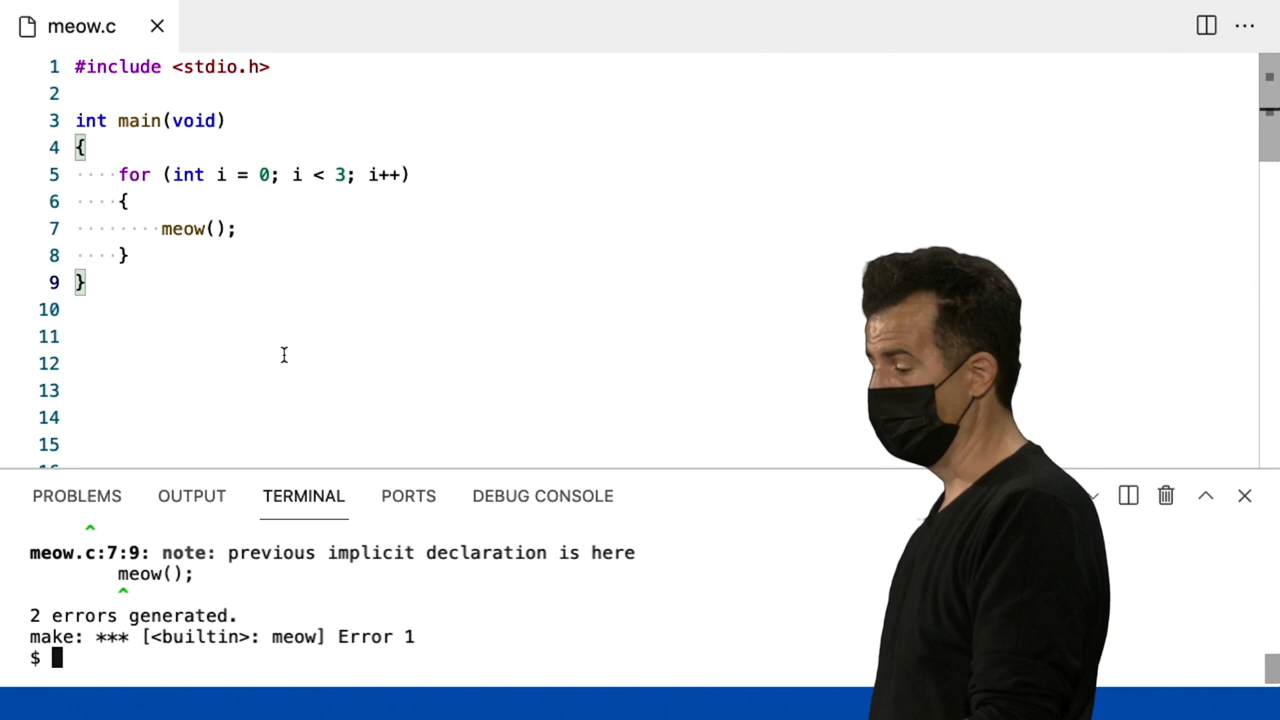 meow.c
1 #include <stdio.h>
2
3 int main(void)
4 {
5 ····for (int i = 0; i < 3; i++)
6 ····{
7 ········meow();
8 ····}
9 }
10
11
12
13
14
15
PROBLEMS OUTPUT TERMINAL PORTS DEBUG CONSOLE
^
meow.c:7:9: note: previous implicit declaration is here
meow();
^
2 errors generated.
make: *** [<builtin>: meow] Error 1
$